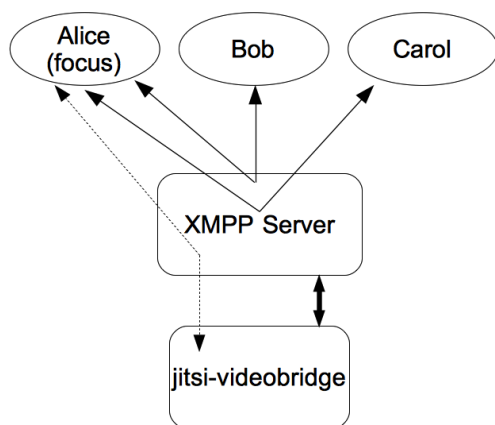 Alice
(focus)
Bob
Carol
XMPP Server
jitsi-videobridge